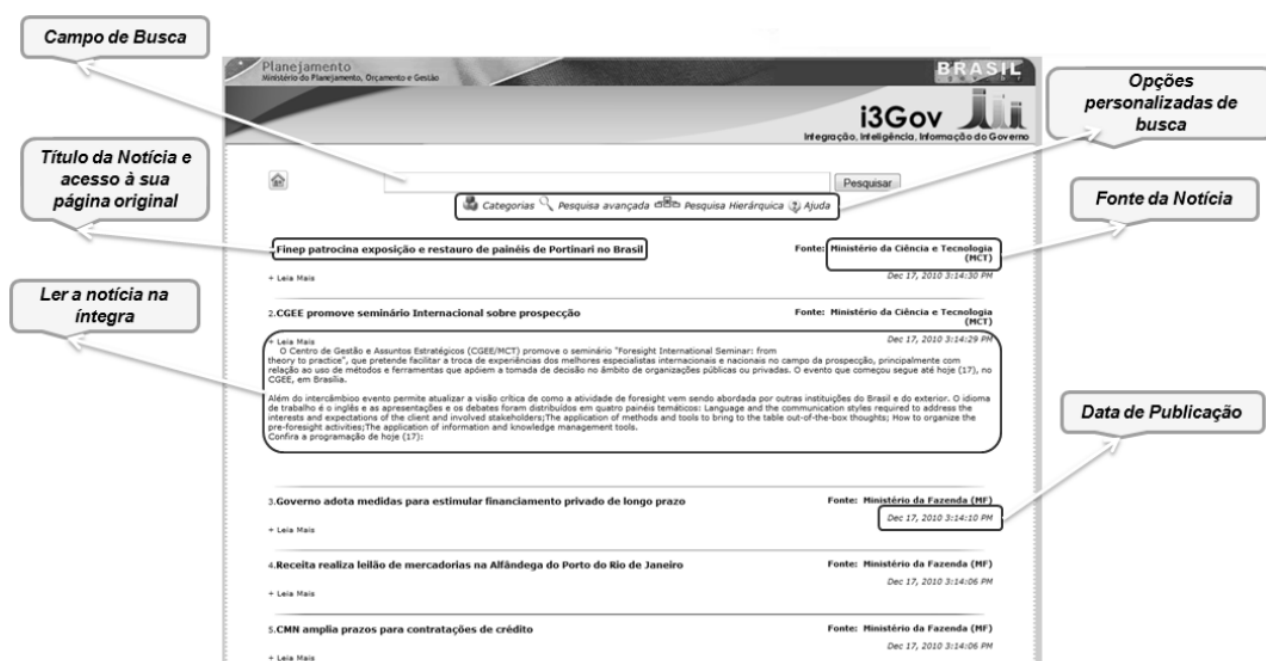 Campo de Busca
Planejamento
Ministério do Planejamento, Orçamento e Gestão
BRASIL
Opções
personalizadas de
busca
i3Gov
Integração, Inteligência, Informação do Governo
Título da Notícia e
acesso à sua
página original
Pesquisar
Categorias Pesquisa avançada Pesquisa Hierárquica Ajuda
Fonte da Notícia
Finep patrocina exposição e restauro de painéis de Portinari no Brasil
Fonte: Ministério da Ciência e Tecnologia
(MCT)
Dec 17, 2010 3:14:30 PM
+ Leia Mais
Ler a notícia na
íntegra
2.CGEE promove seminário Internacional sobre prospecção
Fonte: Ministério da Ciência e Tecnologia
(MCT)
Dec 17, 2010 3:14:29 PM
+ Leia Mais
O Centro de Gestão e Assuntos Estratégicos (CGEE/MCT) promove o seminário "Foresight International Seminar: from
theory to practice", que pretende facilitar a troca de experiências dos melhores especialistas internacionais e nacionais no campo da prospecção, principalmente com
relação ao uso de métodos e ferramentas que apóiem a tomada de decisão no âmbito de organizações públicas ou privadas. O evento que começou segue até hoje (17), no
CGEE, em Brasília.
Além do intercâmbioo evento permite atualizar a visão crítica de como a atividade de foresight vem sendo abordada por outras instituições do Brasil e do exterior. O idioma
de trabalho é o inglês e as apresentações e os debates foram distribuídos em quatro painéis temáticos: Language and the communication styles required to address the
interests and expectations of the client and involved stakeholders;The application of methods and tools to bring to the table out-of-the-box thoughts; How to organize the
pre-foresight activities;The application of information and knowledge management tools.
Confira a programação de hoje (17):
Data de Publicação
3.Governo adota medidas para estimular financiamento privado de longo prazo
Fonte: Ministério da Fazenda (MF)
Dec 17, 2010 3:14:10 PM
+ Leia Mais
4.Receita realiza leilão de mercadorias na Alfândega do Porto do Rio de Janeiro
Fonte: Ministério da Fazenda (MF)
Dec 17, 2010 3:14:06 PM
+ Leia Mais
5.CMN amplia prazos para contratações de crédito
Fonte: Ministério da Fazenda (MF)
Dec 17, 2010 3:14:06 PM
+ Leia Mais